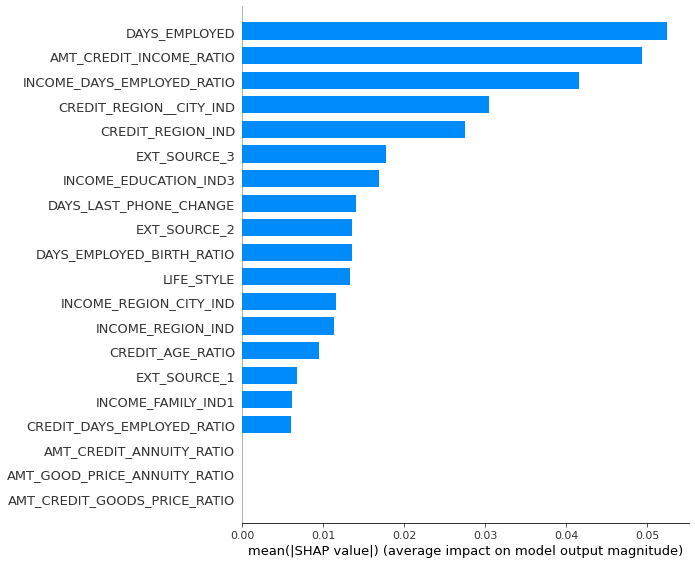 DAYS_EMPLOYED
AMT_CREDIT_INCOME_RATIO
INCOME_DAYS_EMPLOYED_RATIO
CREDIT_REGION__CITY_IND
CREDIT_REGION_IND
EXT_SOURCE_3
INCOME_EDUCATION_IND3
DAYS_LAST_PHONE_CHANGE
EXT_SOURCE_2
DAYS_EMPLOYED_BIRTH_RATIO
LIFE_STYLE
INCOME_REGION_CITY_IND
INCOME_REGION_IND
CREDIT_AGE_RATIO
EXT_SOURCE_1
INCOME_FAMILY_IND1
CREDIT_DAYS_EMPLOYED_RATIO
AMT_CREDIT_ANNUITY_RATIO
AMT_GOOD_PRICE_ANNUITY_RATIO
AMT_CREDIT_GOODS_PRICE_RATIO
0.00 0.01 0.02 0.03 0.04 0.05
mean(|SHAP value|) (average impact on model output magnitude)